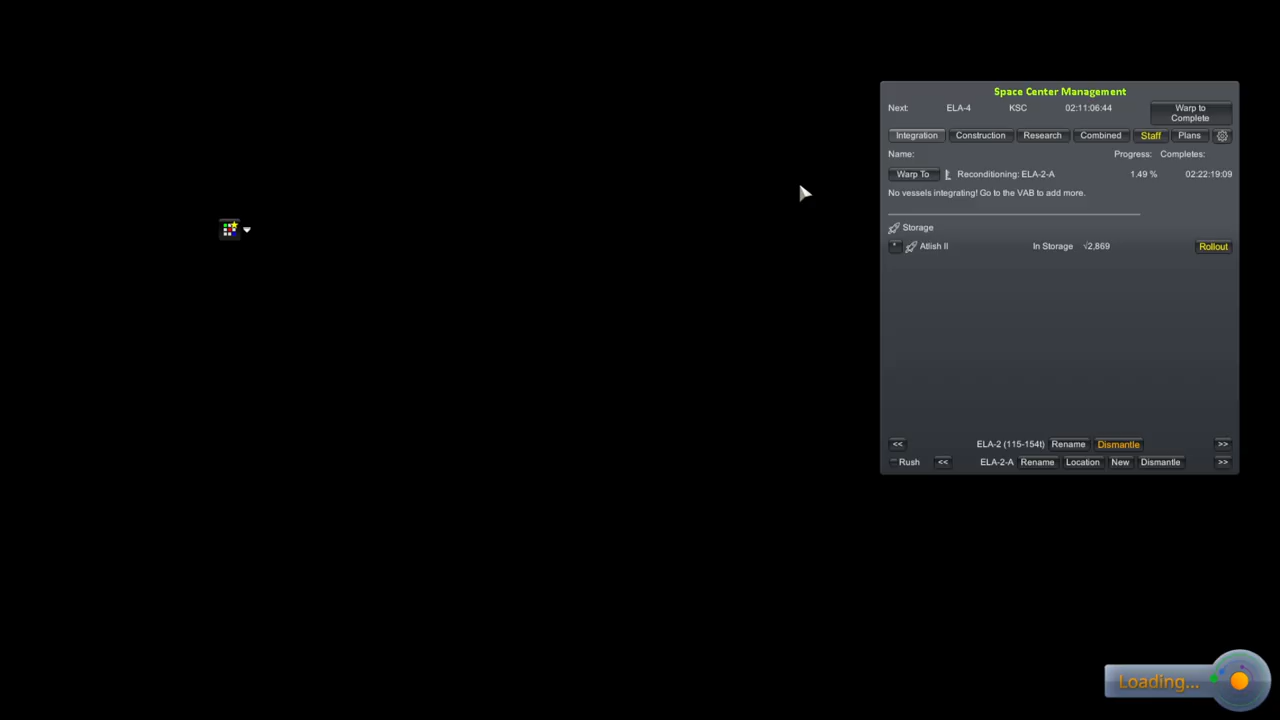 Space Center Management
Next: ELA-4 KSC 02:11:06:44 Warp to Complete
Integration Construction Research Combined Staff Plans
Name: Progress: Completes:
Warp To Reconditioning: ELA-2-A 1.49 % 02:22:19:09
No vessels integrating! Go to the VAB to add more.
Storage
* Atlish II In Storage √2,869 Rollout
<< ELA-2 (115-154t) Rename Dismantle >>
Rush << ELA-2-A Rename Location New Dismantle >>
Loading...